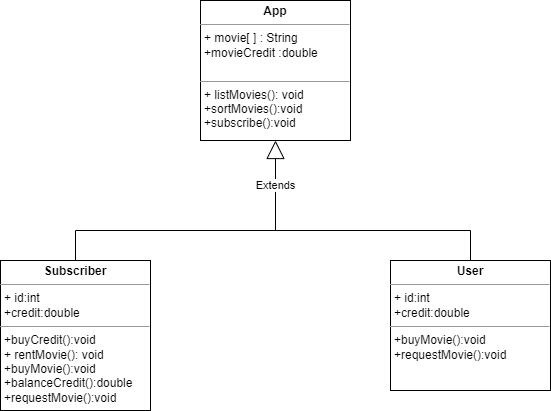 App
+ movie[ ] : String
+movieCredit :double
+ listMovies(): void
+sortMovies():void
+subscribe():void
Extends
Subscriber
+ id:int
+credit:double
+buyCredit():void
+ rentMovie(): void
+buyMovie():void
+balanceCredit():double
+requestMovie():void
User
+ id:int
+credit:double
+buyMovie():void
+requestMovie():void